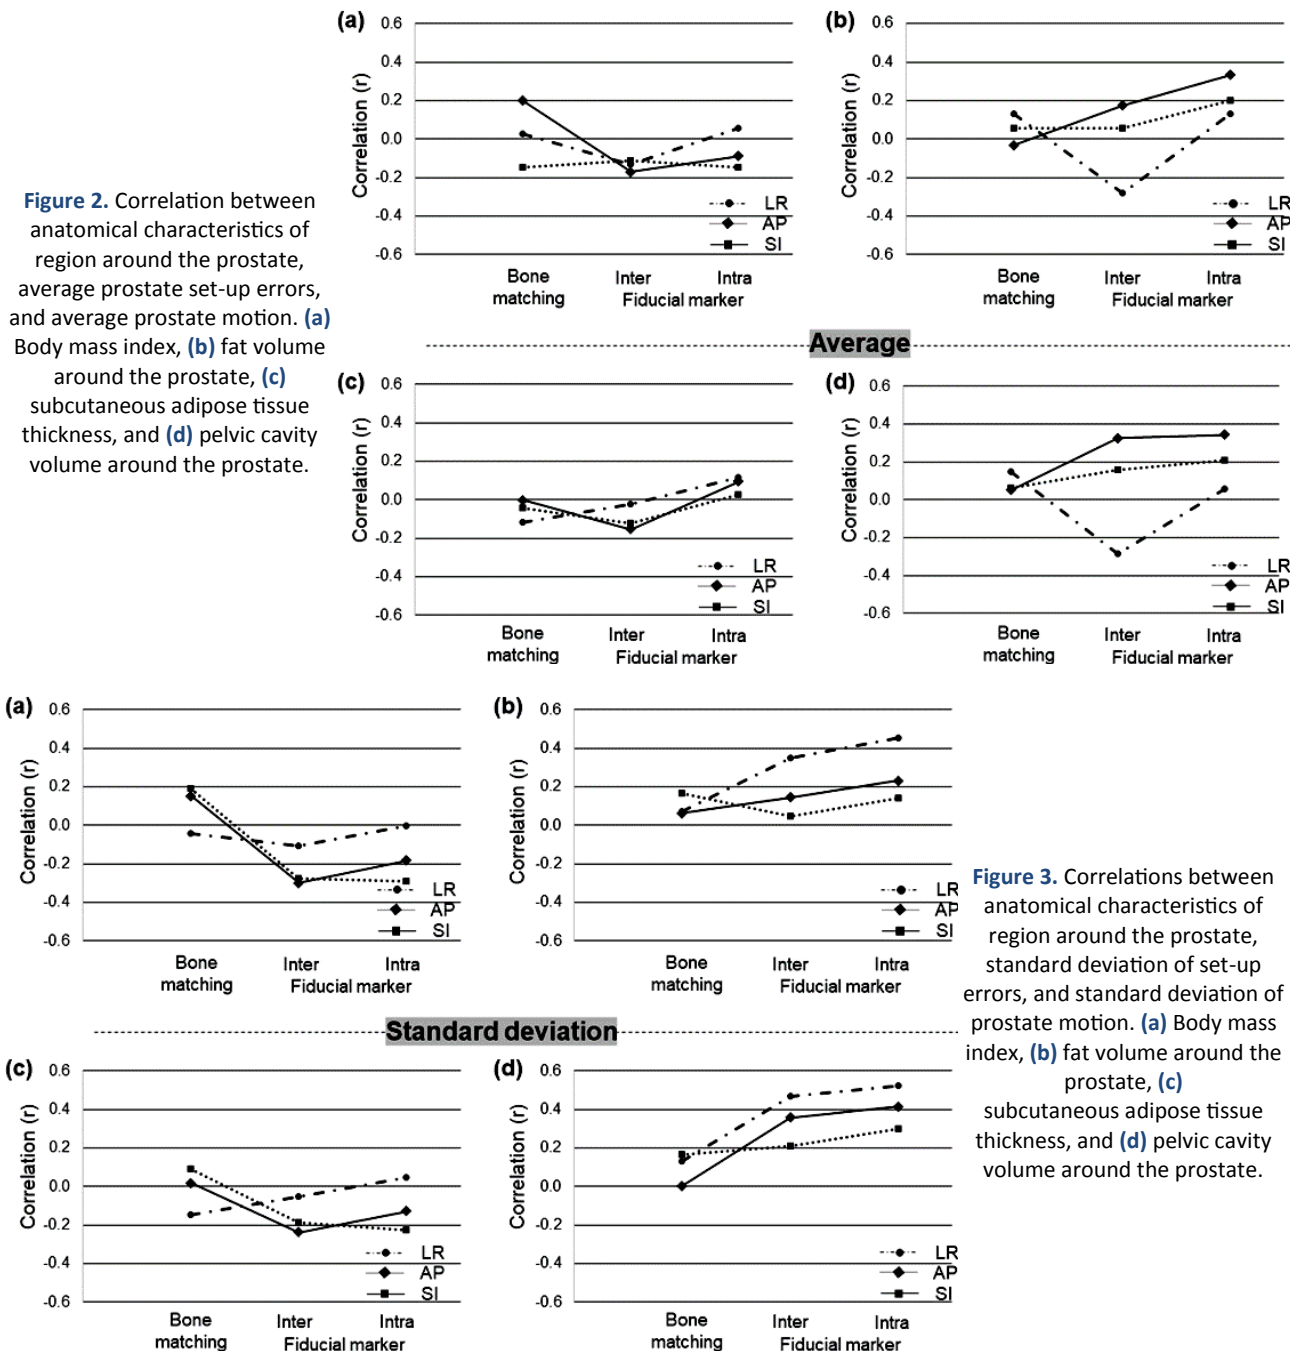 (a)
0.6
0.4
0.2
0.0
-0.2
-0.4
-0.6
Correlation (r)
LR
AP
SI
Bone
matching
Inter
Intra
Fiducial marker
(b)
0.6
0.4
0.2
0.0
-0.2
-0.4
-0.6
Correlation (r)
LR
AP
SI
Bone
matching
Inter
Intra
Fiducial marker
Figure 2. Correlation between
anatomical characteristics of
region around the prostate,
average prostate set-up errors,
and average prostate motion. (a)
Body mass index, (b) fat volume
around the prostate, (c)
subcutaneous adipose tissue
thickness, and (d) pelvic cavity
volume around the prostate.
Average
(c)
0.6
0.4
0.2
0.0
-0.2
-0.4
-0.6
Correlation (r)
LR
AP
SI
Bone
matching
Inter
Intra
Fiducial marker
(d)
0.6
0.4
0.2
0.0
-0.2
-0.4
-0.6
Correlation (r)
LR
AP
SI
Bone
matching
Inter
Intra
Fiducial marker
(a)
0.6
0.4
0.2
0.0
-0.2
-0.4
-0.6
Correlation (r)
LR
AP
SI
Bone
matching
Inter
Intra
Fiducial marker
(b)
0.6
0.4
0.2
0.0
-0.2
-0.4
-0.6
Correlation (r)
LR
AP
SI
Bone
matching
Inter
Intra
Fiducial marker
Standard deviation
(c)
0.6
0.4
0.2
0.0
-0.2
-0.4
-0.6
Correlation (r)
LR
AP
SI
Bone
matching
Inter
Intra
Fiducial marker
(d)
0.6
0.4
0.2
0.0
-0.2
-0.4
-0.6
Correlation (r)
LR
AP
SI
Bone
matching
Inter
Intra
Fiducial marker
Figure 3. Correlations between
anatomical characteristics of
region around the prostate,
standard deviation of set-up
errors, and standard deviation of
prostate motion. (a) Body mass
index, (b) fat volume around the
prostate, (c)
subcutaneous adipose tissue
thickness, and (d) pelvic cavity
volume around the prostate.